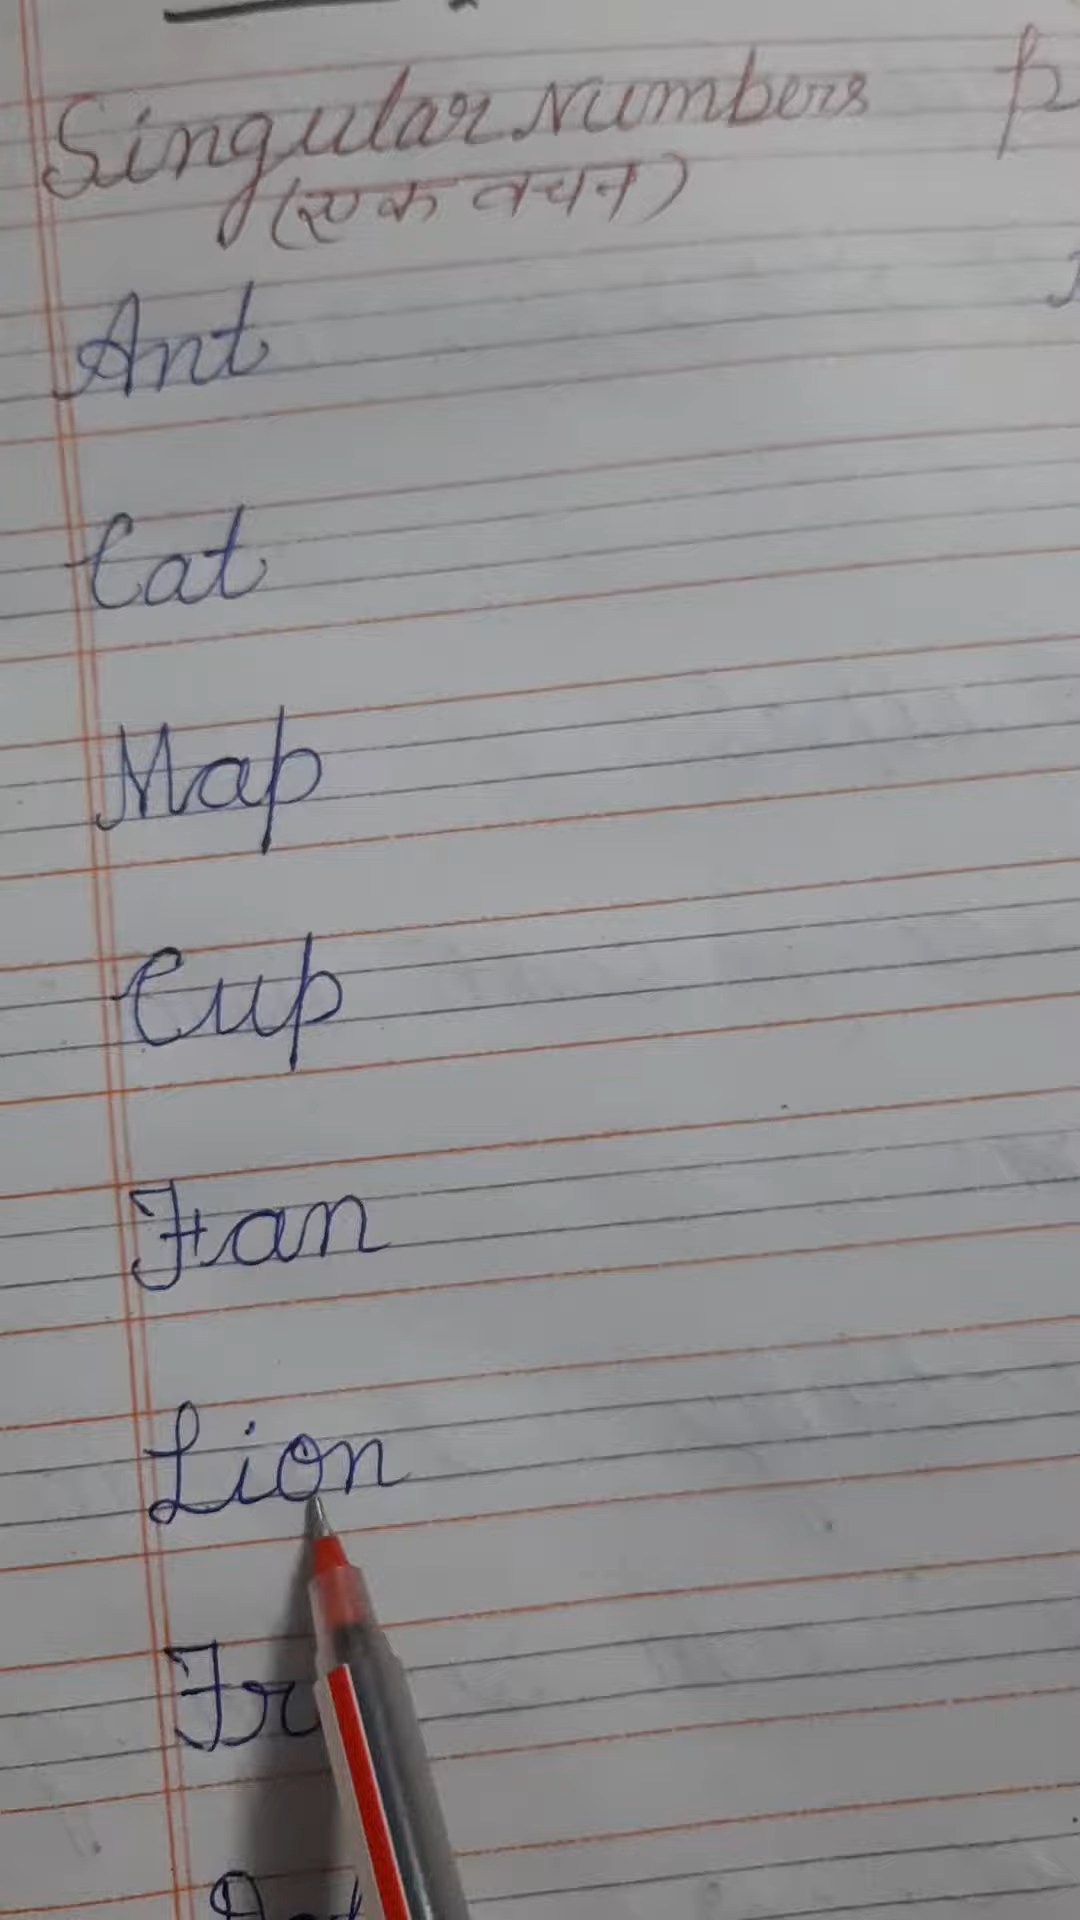 Singular Numbers
(एक वचन)
Ant
Cat
Map
Cup
Fan
Lion